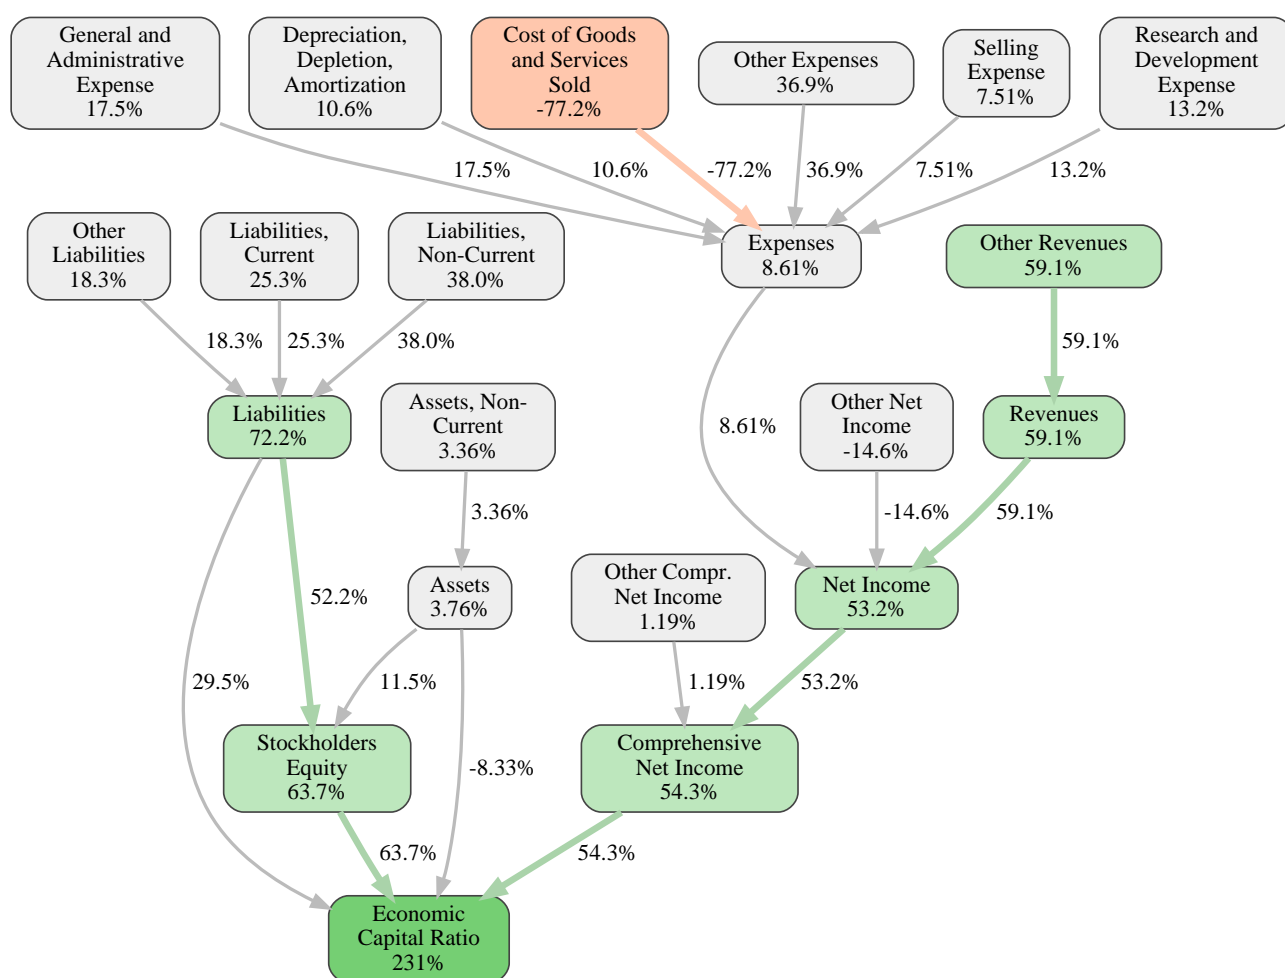 General and
Administrative
Expense
17.5%
Depreciation,
Depletion,
Amortization
10.6%
Cost of Goods
and Services
Sold
-77.2%
Other Expenses
36.9%
Selling
Expense
7.51%
Research and
Development
Expense
13.2%
17.5%
10.6%
-77.2%
36.9%
7.51%
13.2%
Other
Liabilities
18.3%
Liabilities,
Current
25.3%
Liabilities,
Non-Current
38.0%
Expenses
8.61%
Other Revenues
59.1%
18.3%
25.3%
38.0%
59.1%
Liabilities
72.2%
Assets, Non-
Current
3.36%
8.61%
Other Net
Income
-14.6%
Revenues
59.1%
3.36%
-14.6%
59.1%
52.2%
Assets
3.76%
Other Compr.
Net Income
1.19%
Net Income
53.2%
29.5%
11.5%
1.19%
53.2%
Stockholders
Equity
63.7%
-8.33%
Comprehensive
Net Income
54.3%
63.7%
54.3%
Economic
Capital Ratio
231%